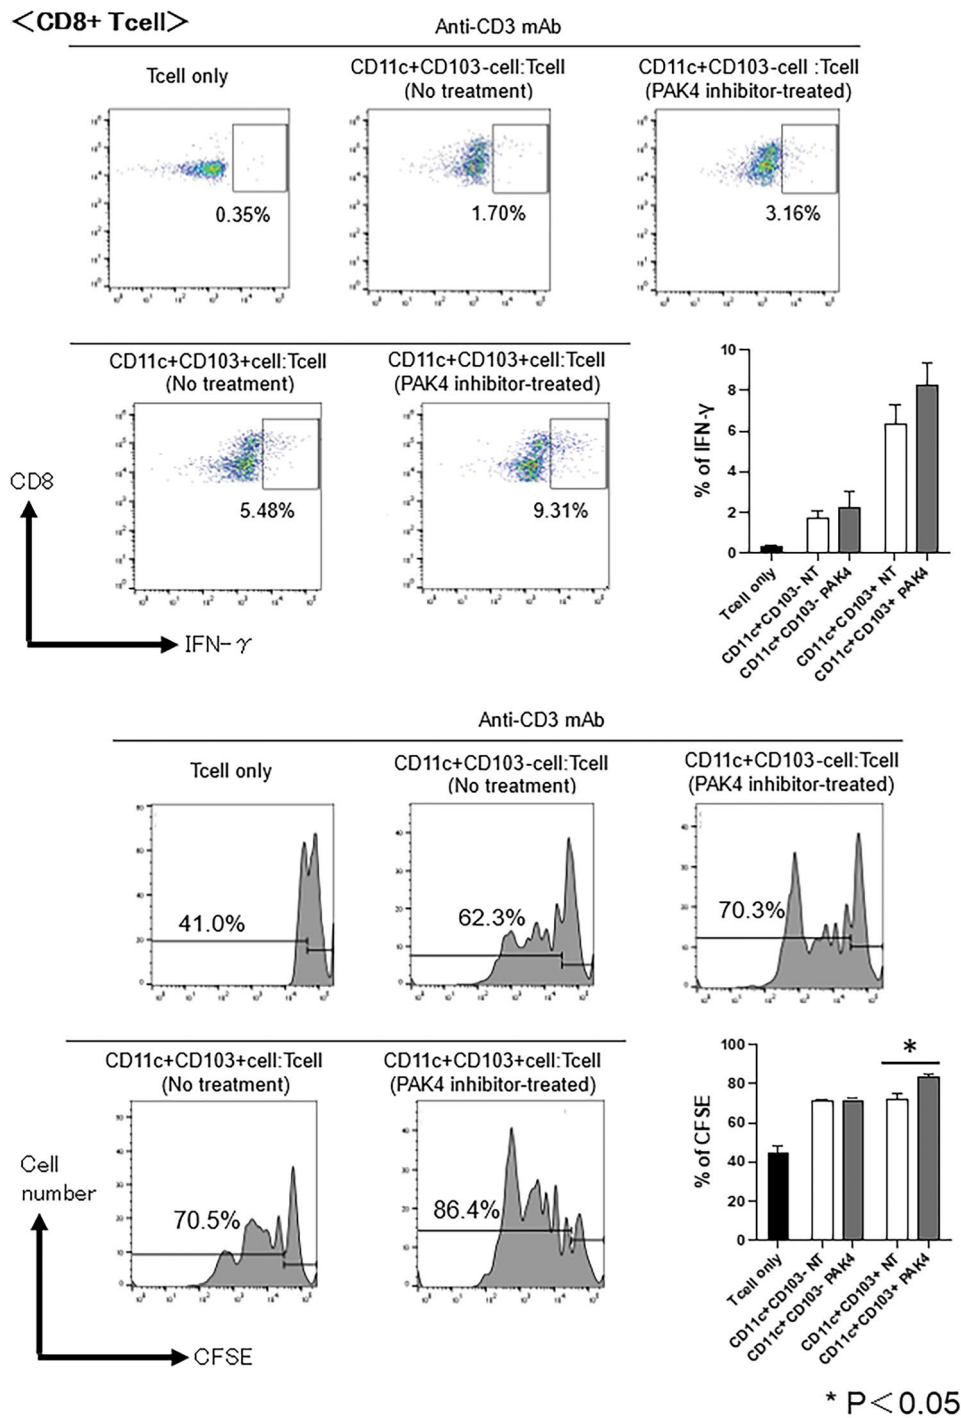 <CD8+ Tcell>
Anti-CD3 mAb
Tcell only
CD11c+CD103-cell:Tcell
(No treatment)
CD11c+CD103-cell :Tcell
(PAK4 inhibitor-treated)
0.35%
1.70%
3.16%
CD11c+CD103+cell:Tcell
(No treatment)
CD11c+CD103+cell:Tcell
(PAK4 inhibitor-treated)
5.48%
9.31%
CD8
IFN-γ
10
8
6
4
2
0
% of IFN-γ
Tcell only
CD11c+CD103- NT
CD11c+CD103- PAK4
CD11c+CD103+ NT
CD11c+CD103+ PAK4
Anti-CD3 mAb
Tcell only
CD11c+CD103-cell:Tcell
(No treatment)
CD11c+CD103-cell:Tcell
(PAK4 inhibitor-treated)
41.0%
62.3%
70.3%
CD11c+CD103+cell:Tcell
(No treatment)
CD11c+CD103+cell:Tcell
(PAK4 inhibitor-treated)
70.5%
86.4%
Cell
number
CFSE
100
80
60
40
20
0
% of CFSE
*
Tcell only
CD11c+CD103- NT
CD11c+CD103- PAK4
CD11c+CD103+ NT
CD11c+CD103+ PAK4
* P<0.05